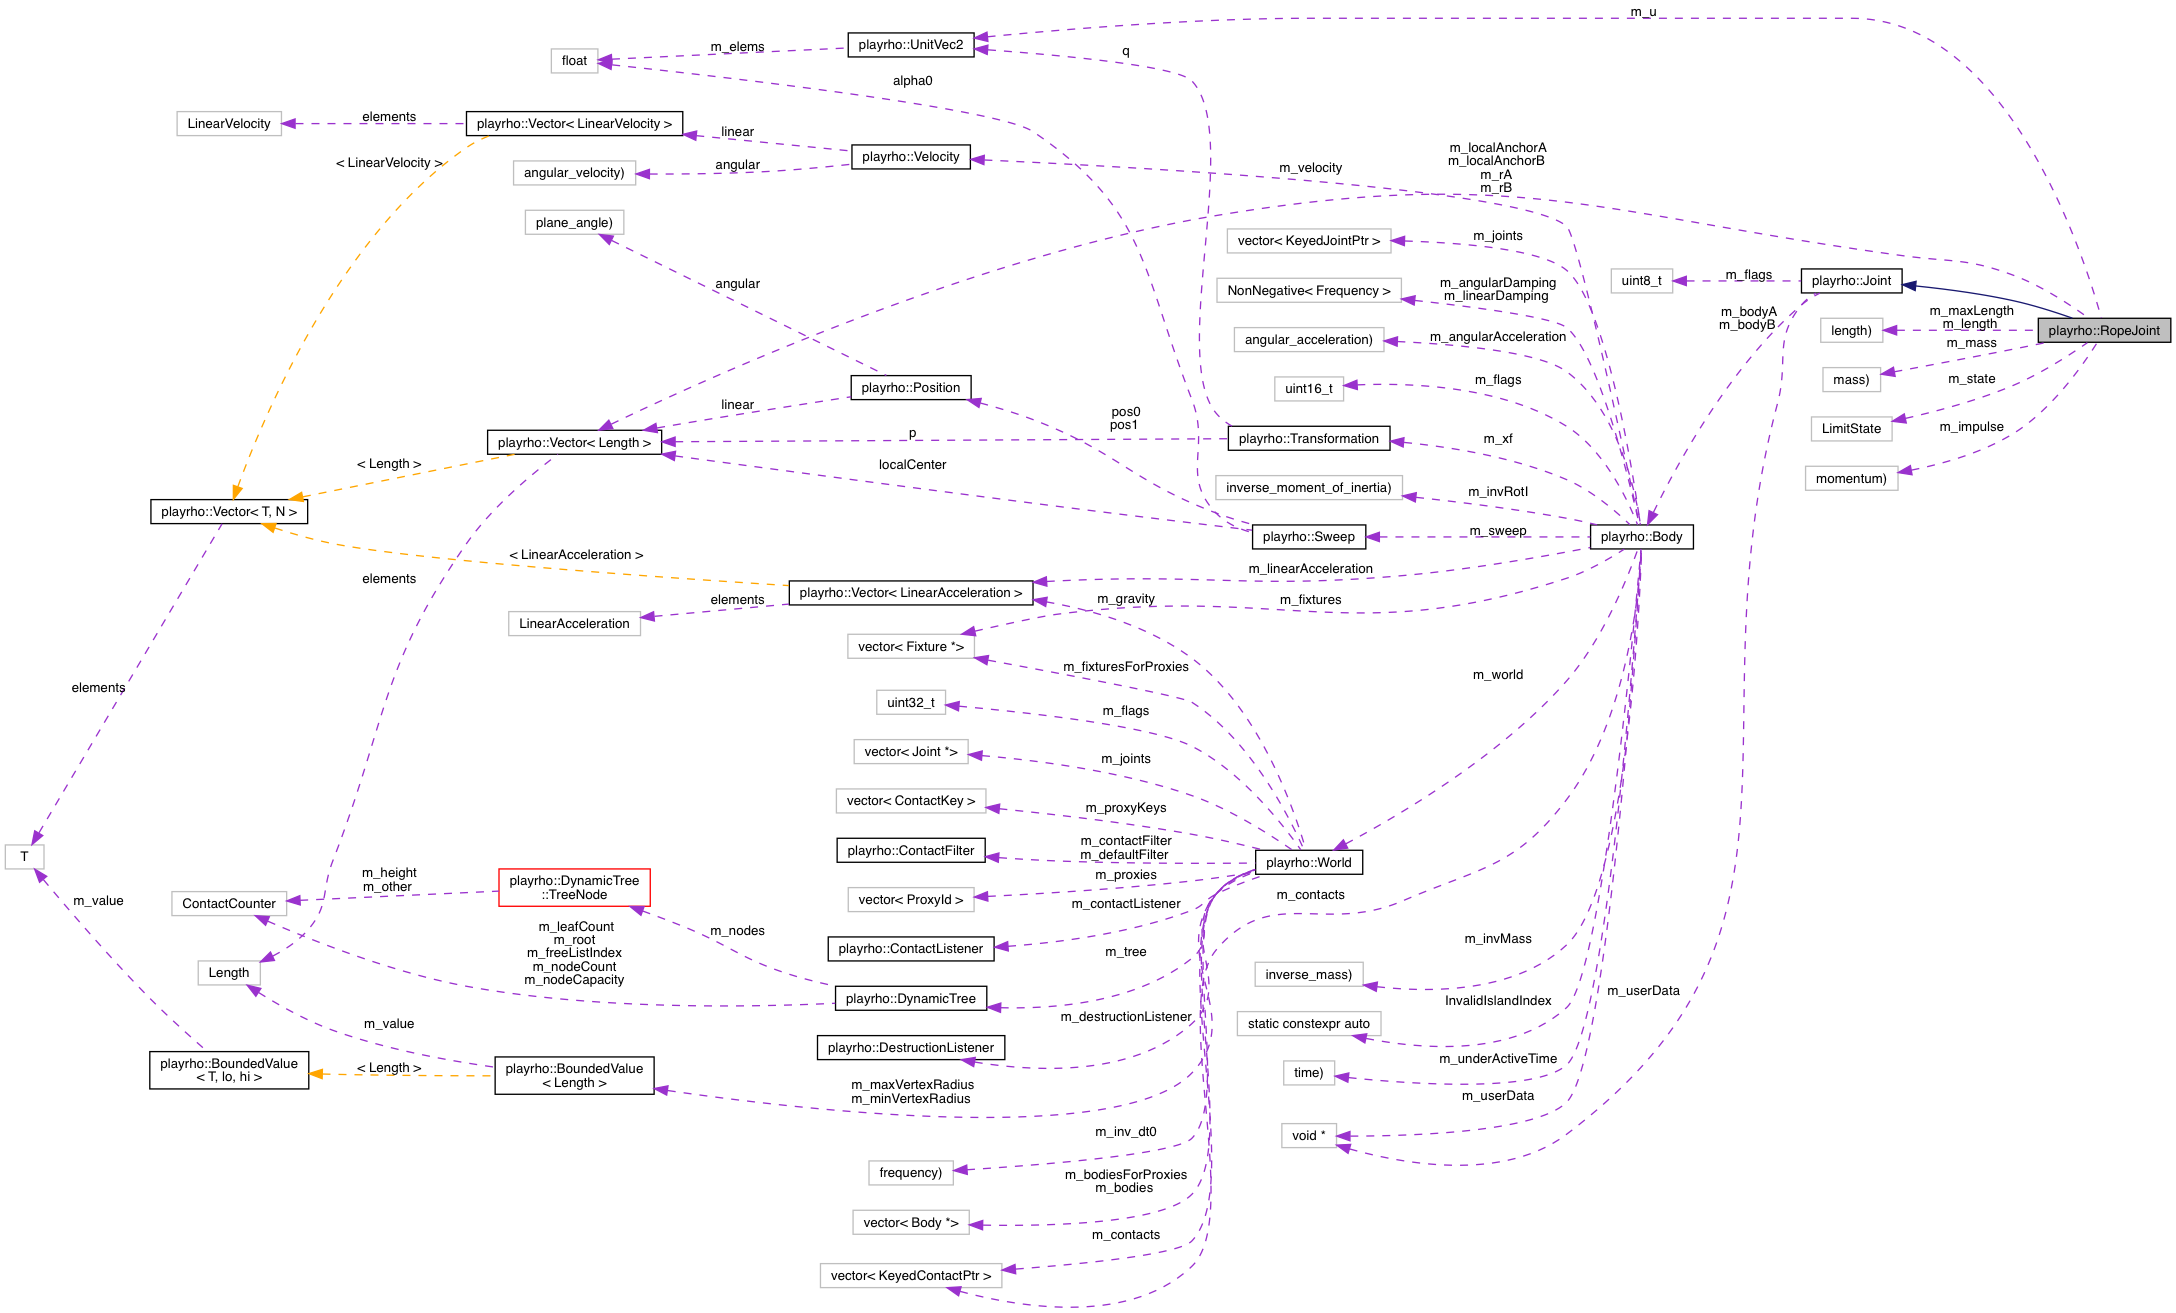 m_u
m_elems
playrho::UnitVec2
q
float
alpha0
LinearVelocity
elements
playrho::Vector< LinearVelocity >
linear
< LinearVelocity >
playrho::Velocity
angular_velocity)
angular
m_velocity
m_localAnchorA
m_localAnchorB
m_rA
m_rB
plane_angle)
vector< KeyedJointPtr >
m_joints
angular
NonNegative< Frequency >
m_angularDamping
m_linearDamping
uint8_t
m_flags
playrho::Joint
m_bodyA
m_bodyB
length)
m_maxLength
m_length
playrho::RopeJoint
angular_acceleration)
m_angularAcceleration
m_mass
mass)
m_state
LimitState
m_impulse
momentum)
uint16_t
m_flags
playrho::Position
linear
pos0
pos1
playrho::Vector< Length >
p
playrho::Transformation
m_xf
< Length >
localCenter
inverse_moment_of_inertia)
m_invRotI
playrho::Vector< T, N >
playrho::Sweep
m_sweep
playrho::Body
< LinearAcceleration >
elements
m_linearAcceleration
playrho::Vector< LinearAcceleration >
elements
m_gravity
m_fixtures
LinearAcceleration
vector< Fixture *>
m_fixturesForProxies
m_world
elements
uint32_t
m_flags
vector< Joint *>
m_joints
vector< ContactKey >
m_proxyKeys
T
playrho::ContactFilter
m_contactFilter
m_defaultFilter
playrho::World
m_height
m_other
playrho::DynamicTree
::TreeNode
m_proxies
vector< ProxyId >
m_contacts
m_value
ContactCounter
m_contactListener
m_leafCount
m_root
m_freeListIndex
m_nodeCount
m_nodeCapacity
m_nodes
playrho::ContactListener
m_tree
m_invMass
Length
inverse_mass)
playrho::DynamicTree
InvalidIslandIndex
m_userData
m_value
m_destructionListener
static constexpr auto
playrho::DestructionListener
m_underActiveTime
playrho::BoundedValue
< T, lo, hi >
< Length >
playrho::BoundedValue
< Length >
m_maxVertexRadius
m_minVertexRadius
time)
m_userData
m_inv_dt0
void *
frequency)
m_bodiesForProxies
m_bodies
vector< Body *>
m_contacts
vector< KeyedContactPtr >